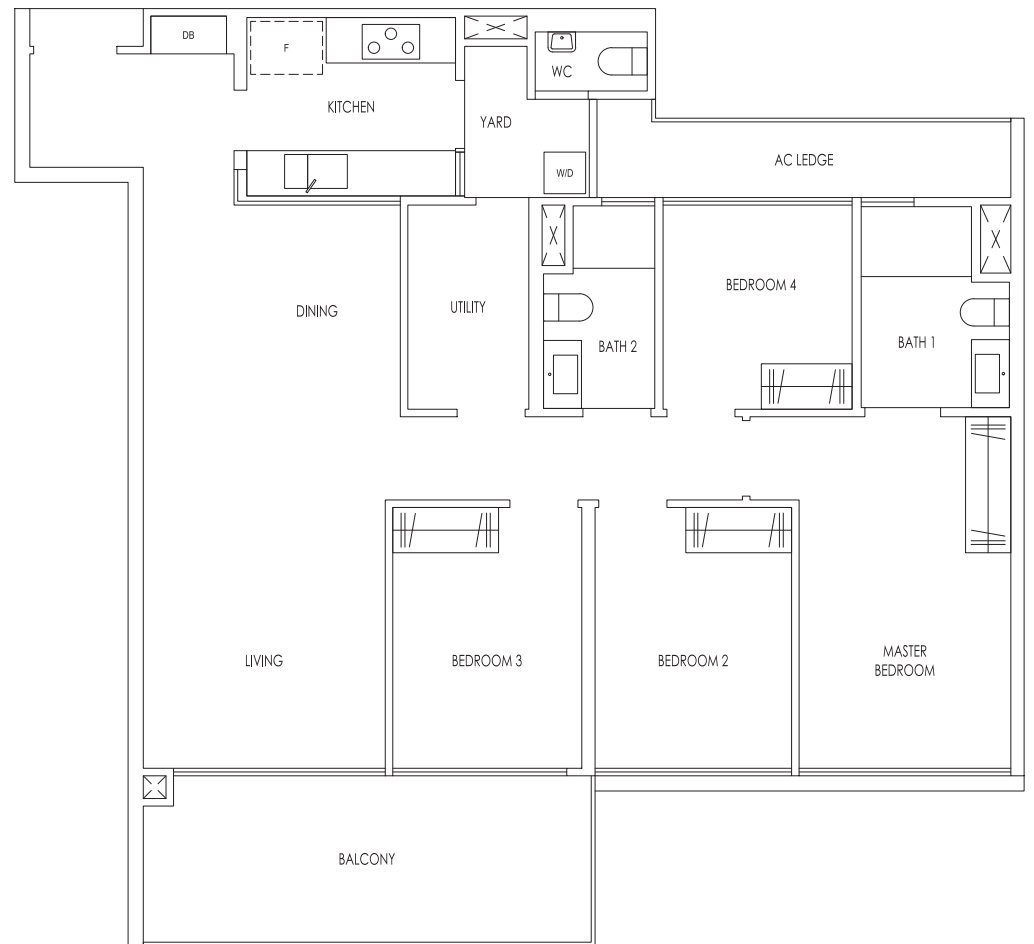 DB
F
WC
KITCHEN
YARD
AC LEDGE
W/D
BEDROOM 4
DINING
UTILITY
BATH 2
BATH 1
LIVING
BEDROOM 3
BEDROOM 2
MASTER
BEDROOM
BALCONY